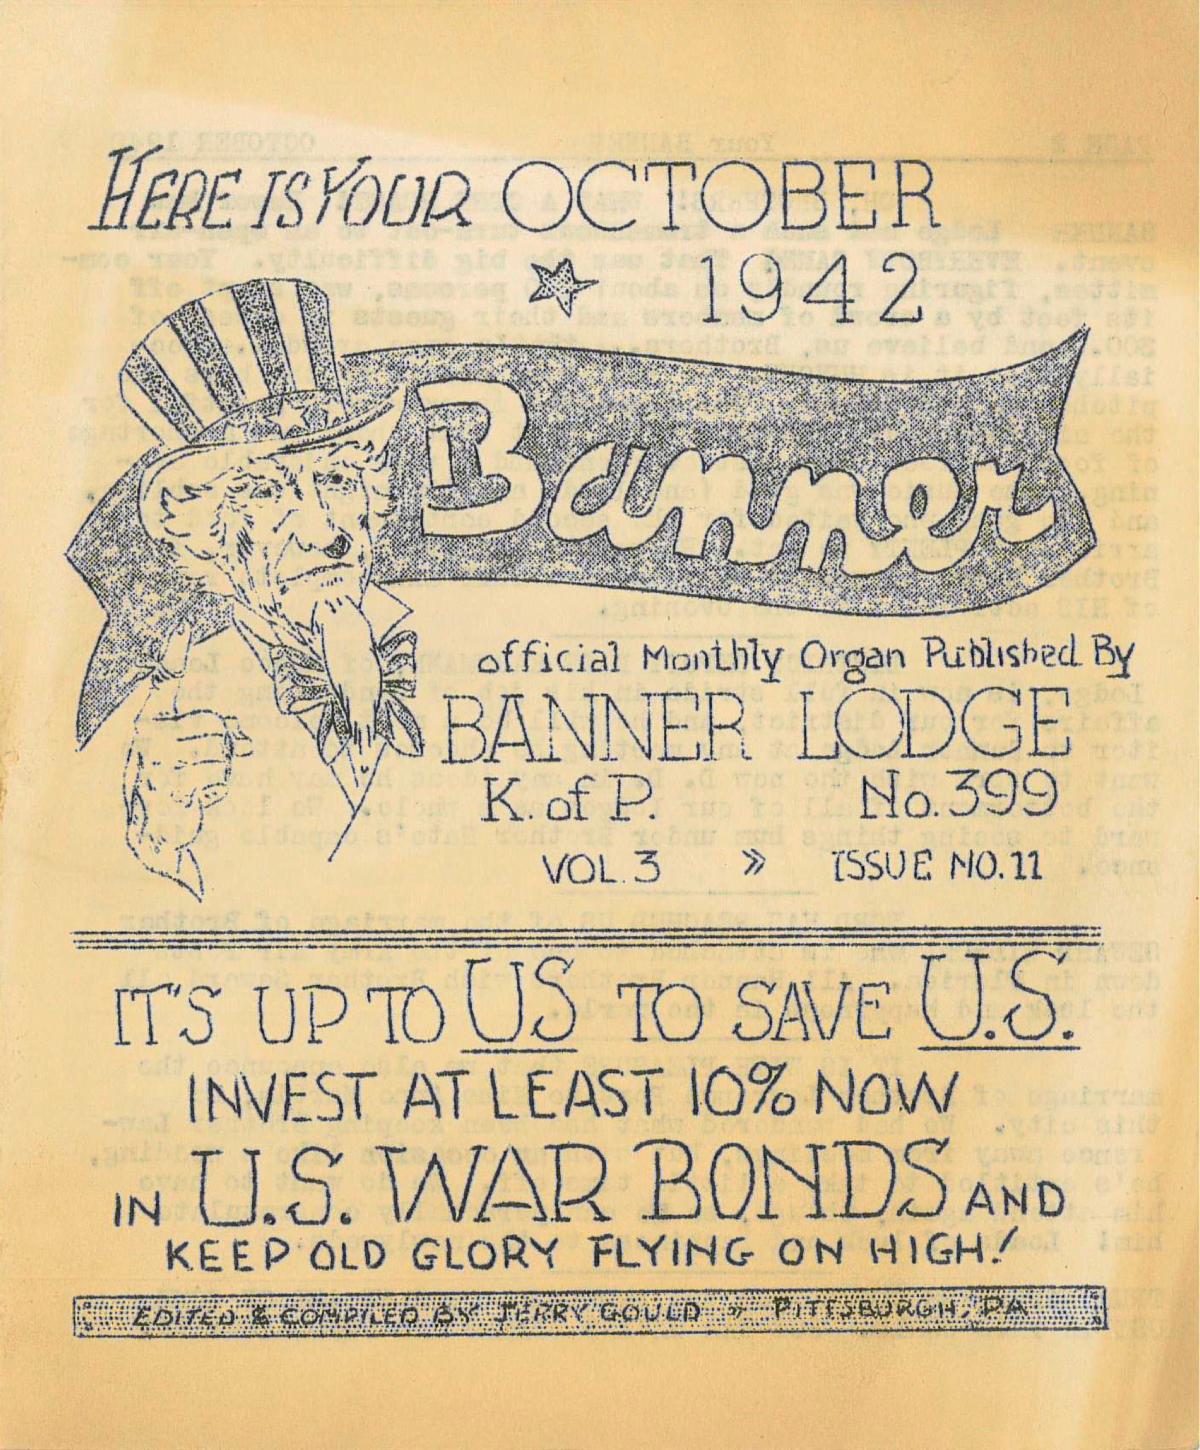 HERE IS YOUR OCTOBER
1942
Banner
official Monthly Organ Published By
BANNER LODGE
K. of P. No. 399
VOL. 3 » ISSUE NO. 11
IT'S UP TO US TO SAVE U.S.
INVEST AT LEAST 10% NOW
IN U.S. WAR BONDS AND
KEEP OLD GLORY FLYING ON HIGH!
EDITED & COMPILED BY JERRY GOULD » PITTSBURGH, PA